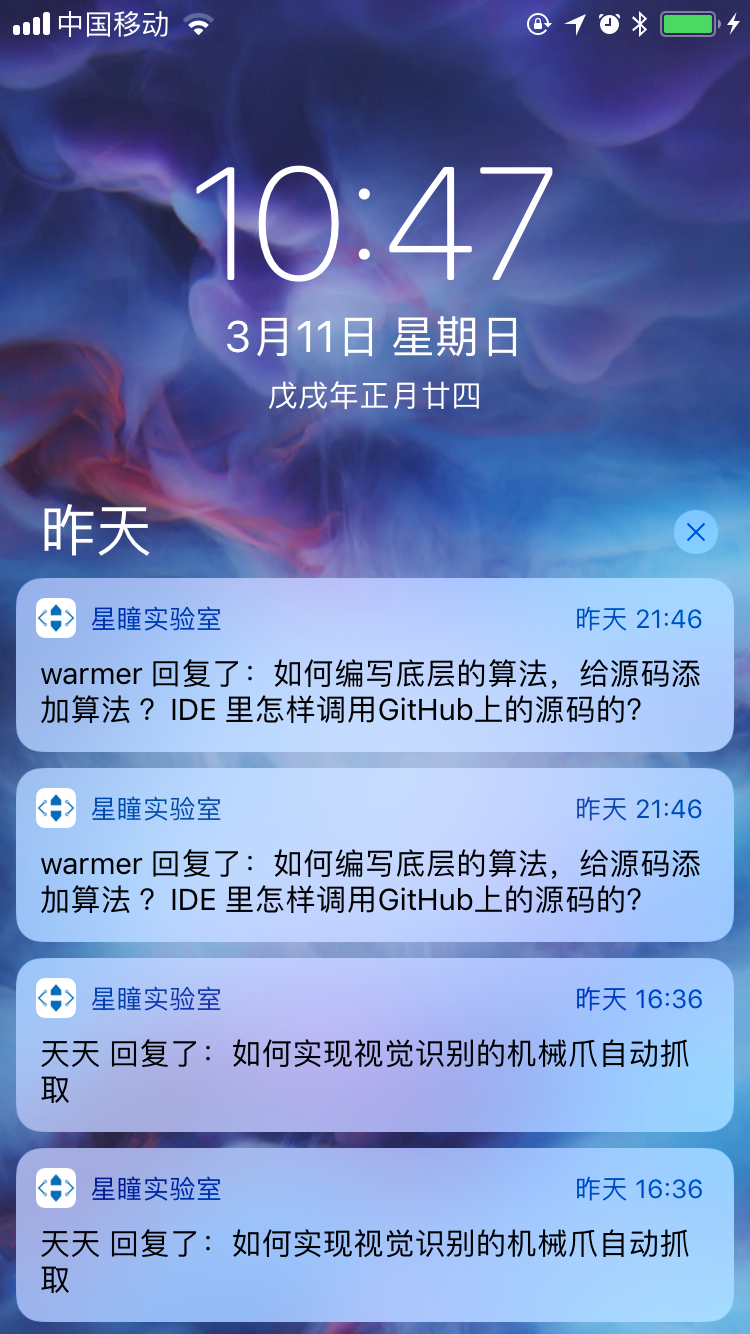 中国移动
10:47
3月11日 星期日
戊戌年正月廿四
昨天
星瞳实验室 昨天 21:46
warmer 回复了：如何编写底层的算法，给源码添
加算法 ？IDE 里怎样调用GitHub上的源码的？
星瞳实验室 昨天 21:46
warmer 回复了：如何编写底层的算法，给源码添
加算法 ？IDE 里怎样调用GitHub上的源码的？
星瞳实验室 昨天 16:36
天天 回复了：如何实现视觉识别的机械爪自动抓
取
星瞳实验室 昨天 16:36
天天 回复了：如何实现视觉识别的机械爪自动抓
取